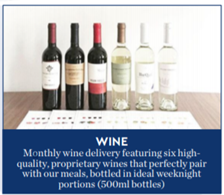 WINE
Monthly wine delivery featuring six high-
quality, proprietary wines that perfectly pair
with our meals, bottled in ideal weeknight
portions (500ml bottles)